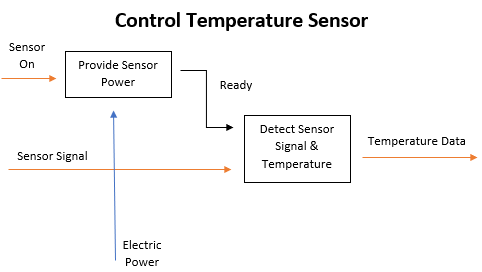 Control Temperature Sensor
Sensor
On
Provide Sensor
Power
Ready
Detect Sensor
Signal &
Temperature
Temperature Data
Sensor Signal
Electric
Power